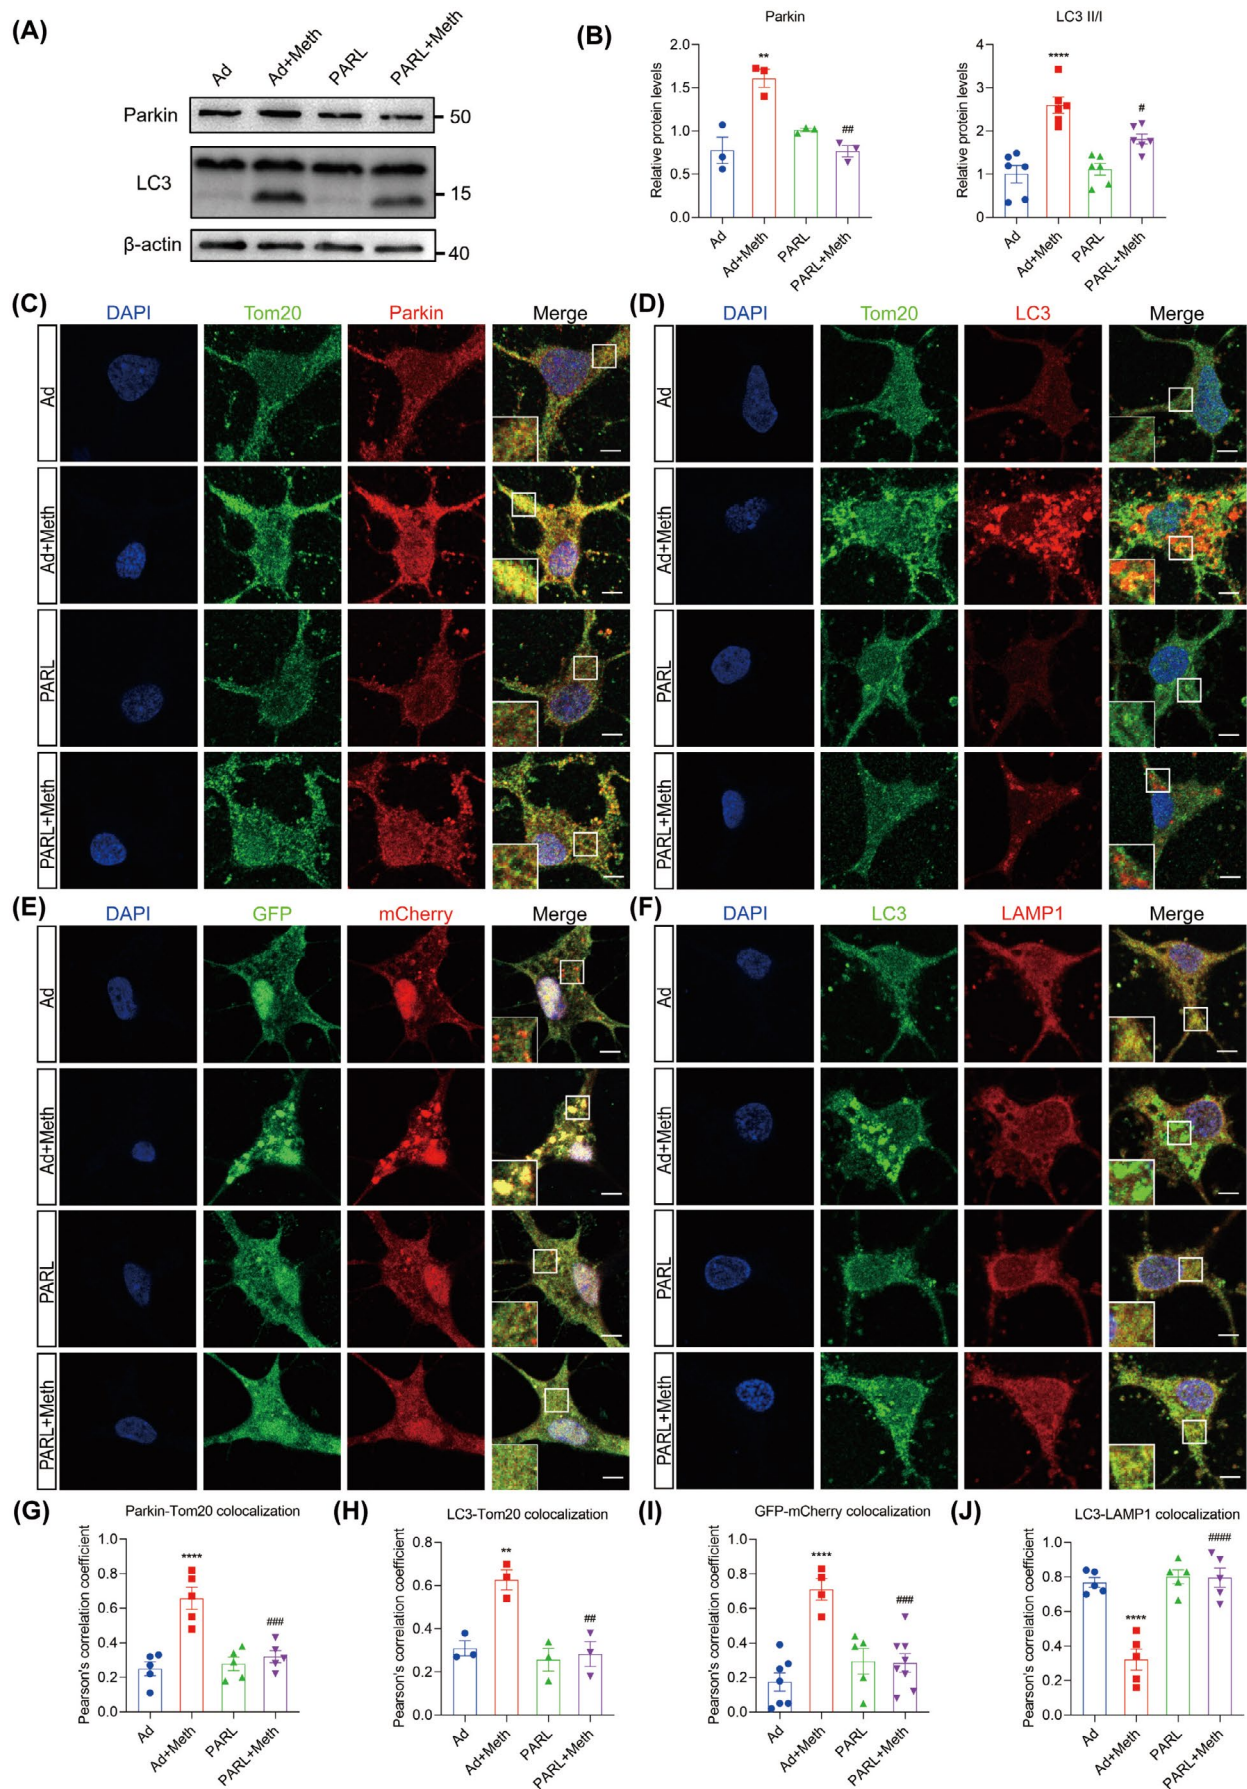 (A)
Ad
Ad+Meth
PARL
PARL+Meth
Parkin
50
LC3
15
β-actin
40
(B)
Parkin
Relative protein levels
2.0
1.5
1.0
0.5
0.0
**
##
Ad
Ad+Meth
PARL
PARL+Meth
LC3 II/I
Relative protein levels
4
3
2
1
0
****
#
Ad
Ad+Meth
PARL
PARL+Meth
(C)
DAPI
Tom20
Parkin
Merge
Ad
Ad+Meth
PARL
PARL+Meth
(D)
DAPI
Tom20
LC3
Merge
Ad
Ad+Meth
PARL
PARL+Meth
(E)
DAPI
GFP
mCherry
Merge
Ad
Ad+Meth
PARL
PARL+Meth
(F)
DAPI
LC3
LAMP1
Merge
Ad
Ad+Meth
PARL
PARL+Meth
(G)
Parkin-Tom20 colocalization
Pearson's correlation coefficient
1.0
0.8
0.6
0.4
0.2
0.0
****
###
Ad
Ad+Meth
PARL
PARL+Meth
(H)
LC3-Tom20 colocalization
Pearson's correlation coefficient
0.8
0.6
0.4
0.2
0.0
**
##
Ad
Ad+Meth
PARL
PARL+Meth
(I)
GFP-mCherry colocalization
Pearson's correlation coefficient
1.0
0.8
0.6
0.4
0.2
0.0
****
###
Ad
Ad+Meth
PARL
PARL+Meth
(J)
LC3-LAMP1 colocalization
Pearson's correlation coefficient
1.0
0.8
0.6
0.4
0.2
0.0
****
####
Ad
Ad+Meth
PARL
PARL+Meth